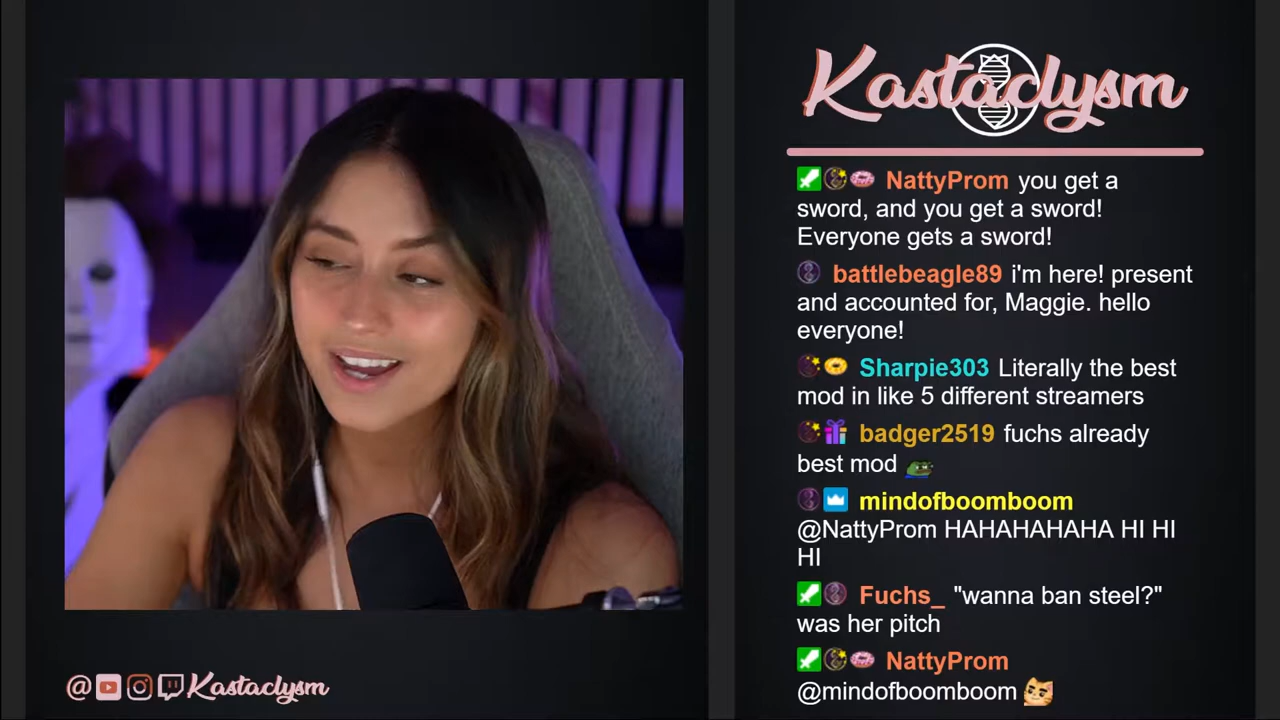 Kastaclysm
NattyProm you get a
sword, and you get a sword!
Everyone gets a sword!
battlebeagle89 i'm here! present
and accounted for, Maggie. hello
everyone!
Sharpie303 Literally the best
mod in like 5 different streamers
badger2519 fuchs already
best mod
mindofboomboom
@NattyProm HAHAHAHAHA HI HI
HI
Fuchs_ "wanna ban steel?"
was her pitch
NattyProm
@mindofboomboom
@ Kastaclysm